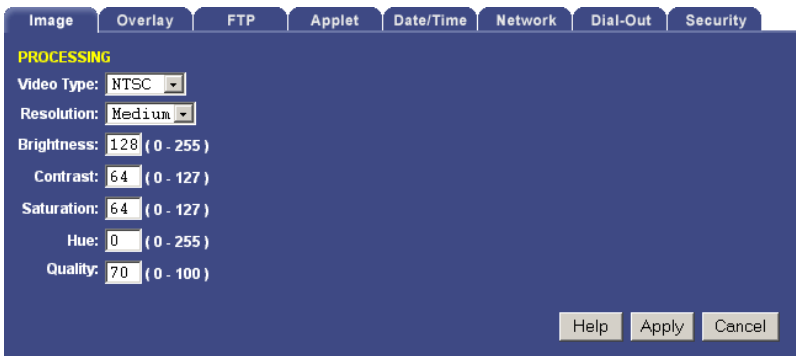 Image Overlay FTP Applet Date/Time Network Dial-Out Security
PROCESSING
Video Type: NTSC
Resolution: Medium
Brightness: 128 ( 0 - 255 )
Contrast: 64 ( 0 - 127 )
Saturation: 64 ( 0 - 127 )
Hue: 0 ( 0 - 255 )
Quality: 70 ( 0 - 100 )
Help Apply Cancel